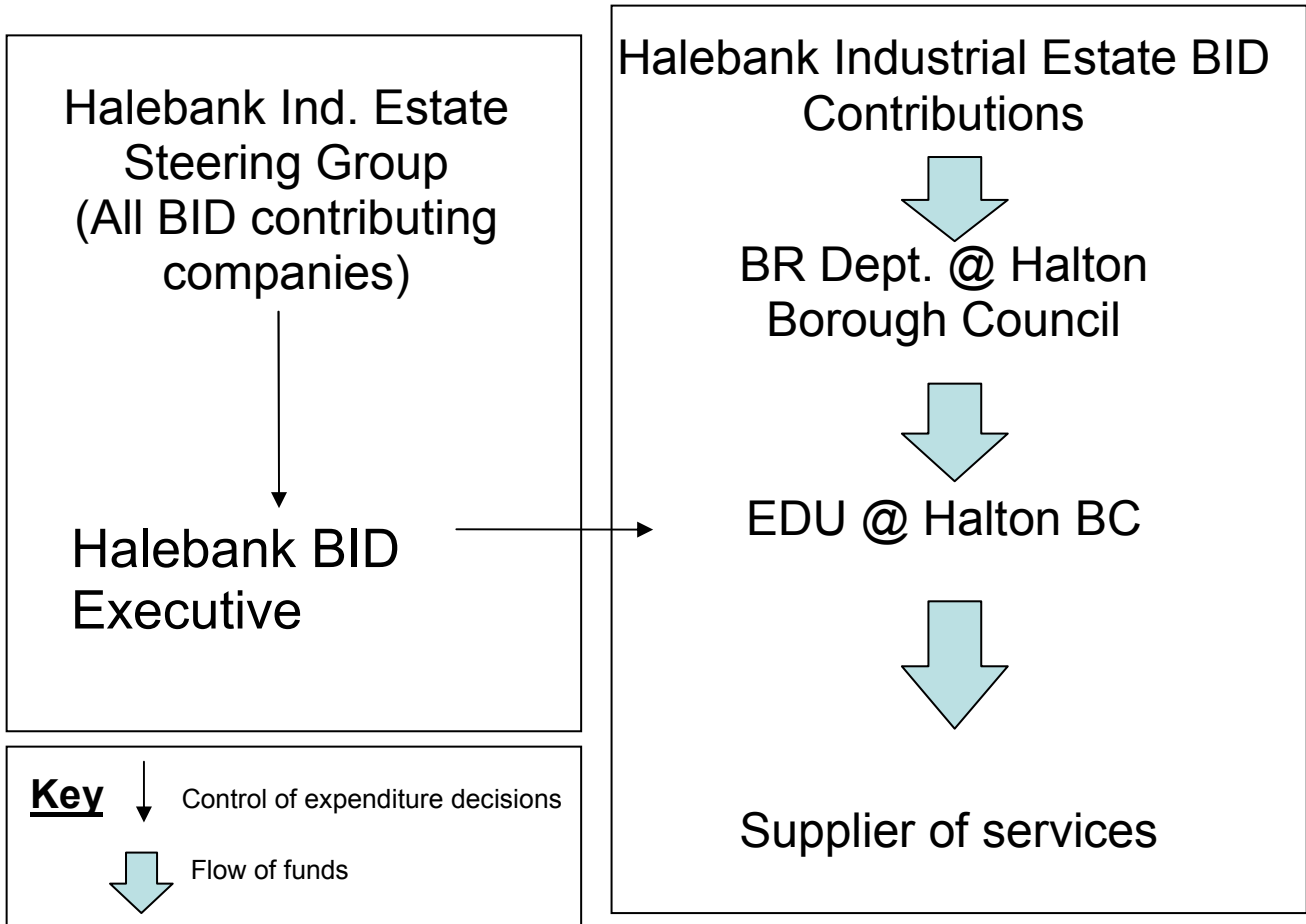 Halebank Ind. Estate
Steering Group
(All BID contributing
companies)
Halebank BID
Executive
Key
Control of expenditure decisions
Flow of funds
Halebank Industrial Estate BID
Contributions
BR Dept. @ Halton
Borough Council
EDU @ Halton BC
Supplier of services